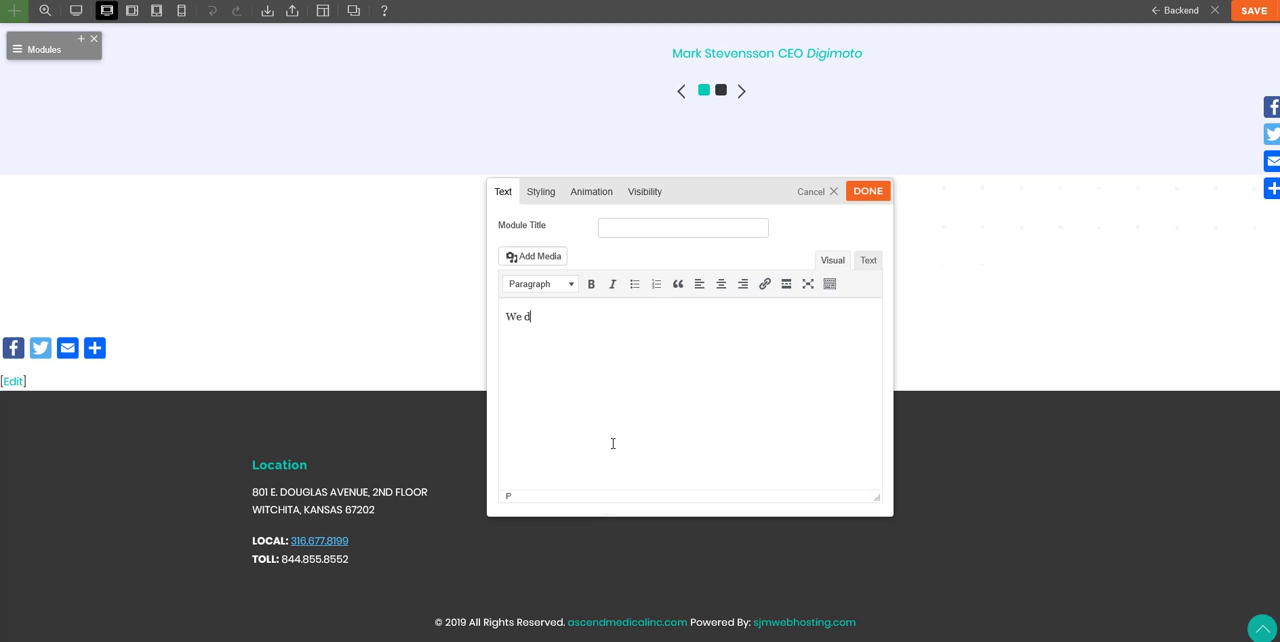 Backend
SAVE
Modules
Mark Stevensson CEO Digimoto
Text Styling Animation Visibility Cancel DONE
Module Title
Add Media
Visual Text
Paragraph
We d
P
[Edit]
Location
801 E. DOUGLAS AVENUE, 2ND FLOOR
WITCHITA, KANSAS 67202
LOCAL: 316.677.8199
TOLL: 844.855.8552
© 2019 All Rights Reserved. ascendmedicalinc.com Powered By: sjmwebhosting.com